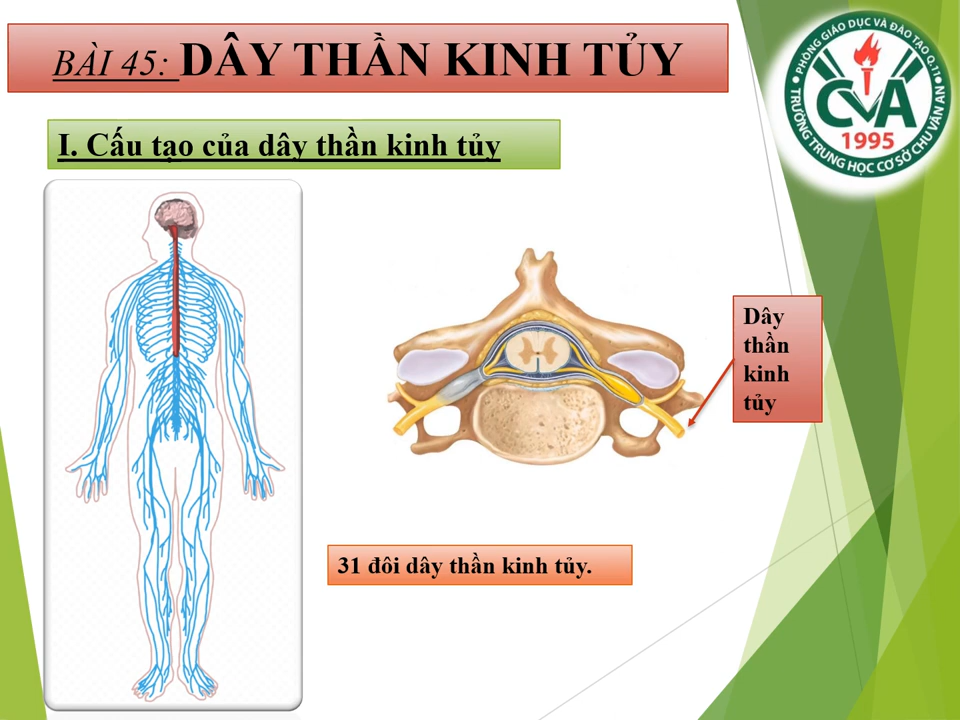 BÀI 45: DÂY THẦN KINH TỦY
PHÒNG GIÁO DỤC VÀ ĐÀO TẠO Q.11
CVA
1995
TRƯỜNG TRUNG HỌC CƠ SỞ CHU VĂN AN
I. Cấu tạo của dây thần kinh tủy
Dây
thần
kinh
tủy
31 đôi dây thần kinh tủy.